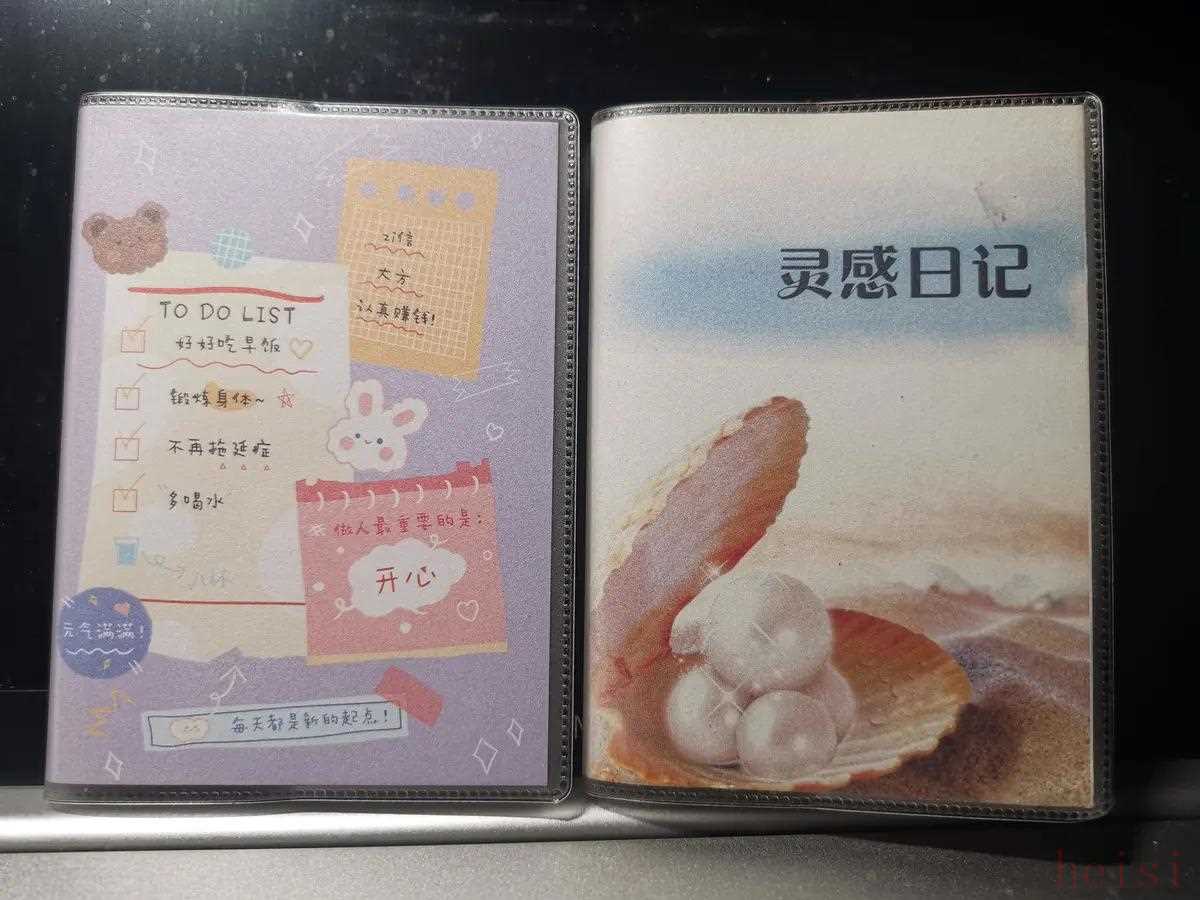 TO DO LIST
好好吃早饭
锻炼身体~
不再拖延症
多喝水
八杯
元气满满!
自信
大方
认真赚钱!
做人最重要的是:
开心
每天都是新的起点!
灵感日记
heisi